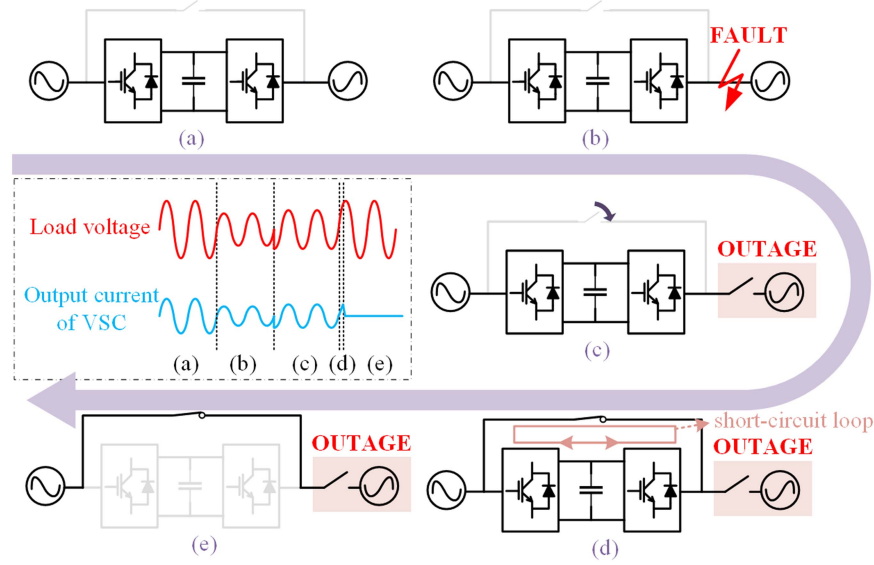 FAULT
(a)
(b)
Load voltage
Output current
of VSC
(a)
(b)
(c)
(d)
(e)
OUTAGE
(c)
short-circuit loop
OUTAGE
OUTAGE
(e)
(d)